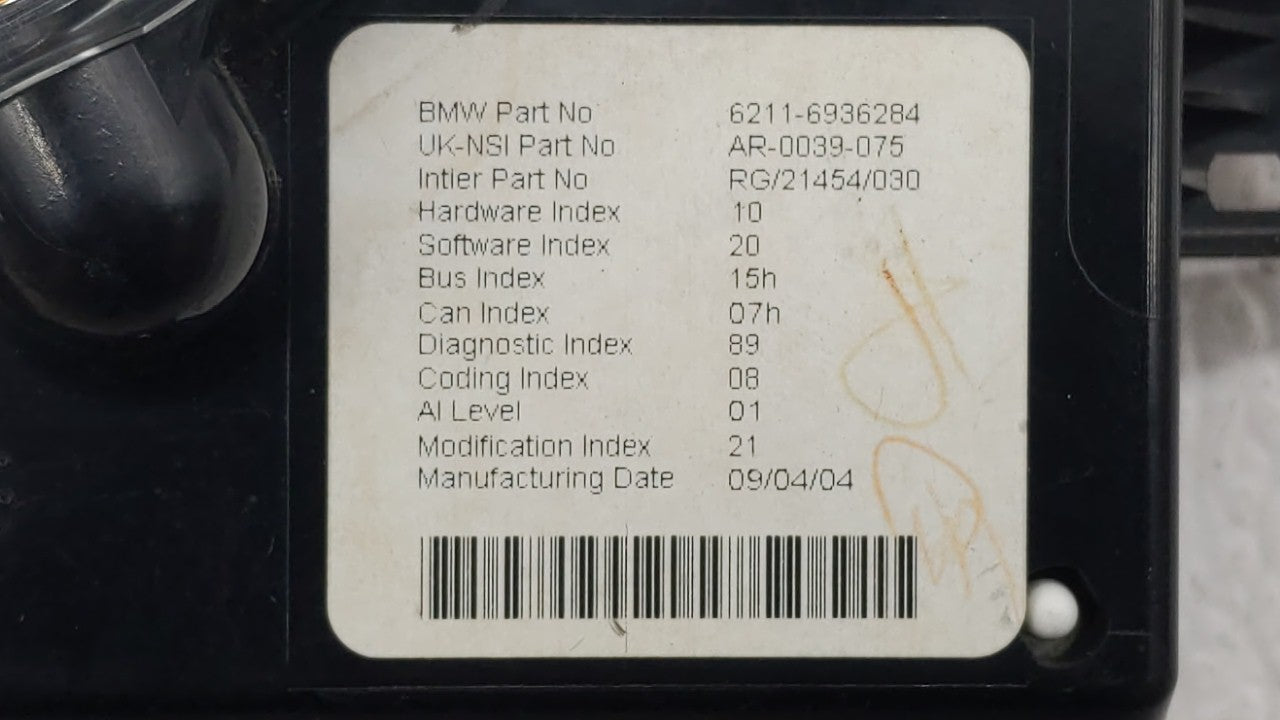 BMW Part No 6211-6936284
UK-NSI Part No AR-0039-075
Intier Part No RG/21454/030
Hardware Index 10
Software Index 20
Bus Index 15h
Can Index 07h
Diagnostic Index 89
Coding Index 08
AI Level 01
Modification Index 21
Manufacturing Date 09/04/04